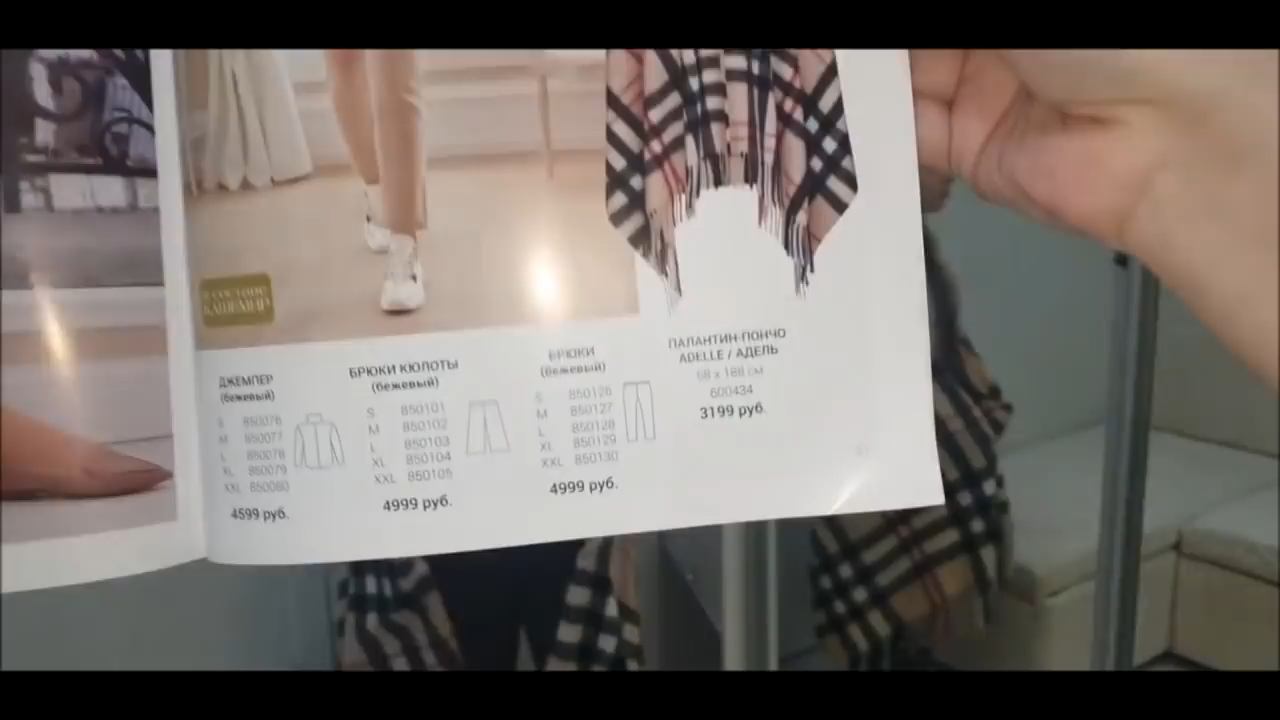 В СОСТАВЕ
КАШЕМИР
ДЖЕМПЕР
(бежевый)
S 850076
M 850077
L 850078
XL 850079
XXL 850080
4599 руб.
БРЮКИ КЮЛОТЫ
(бежевый)
S 850101
M 850102
L 850103
XL 850104
XXL 850105
4999 руб.
БРЮКИ
(бежевый)
S 850126
M 850127
L 850128
XL 850129
XXL 850130
4999 руб.
ПАЛАНТИН-ПОНЧО
ADELLE / АДЕЛЬ
68 x 188 см
600434
3199 руб.